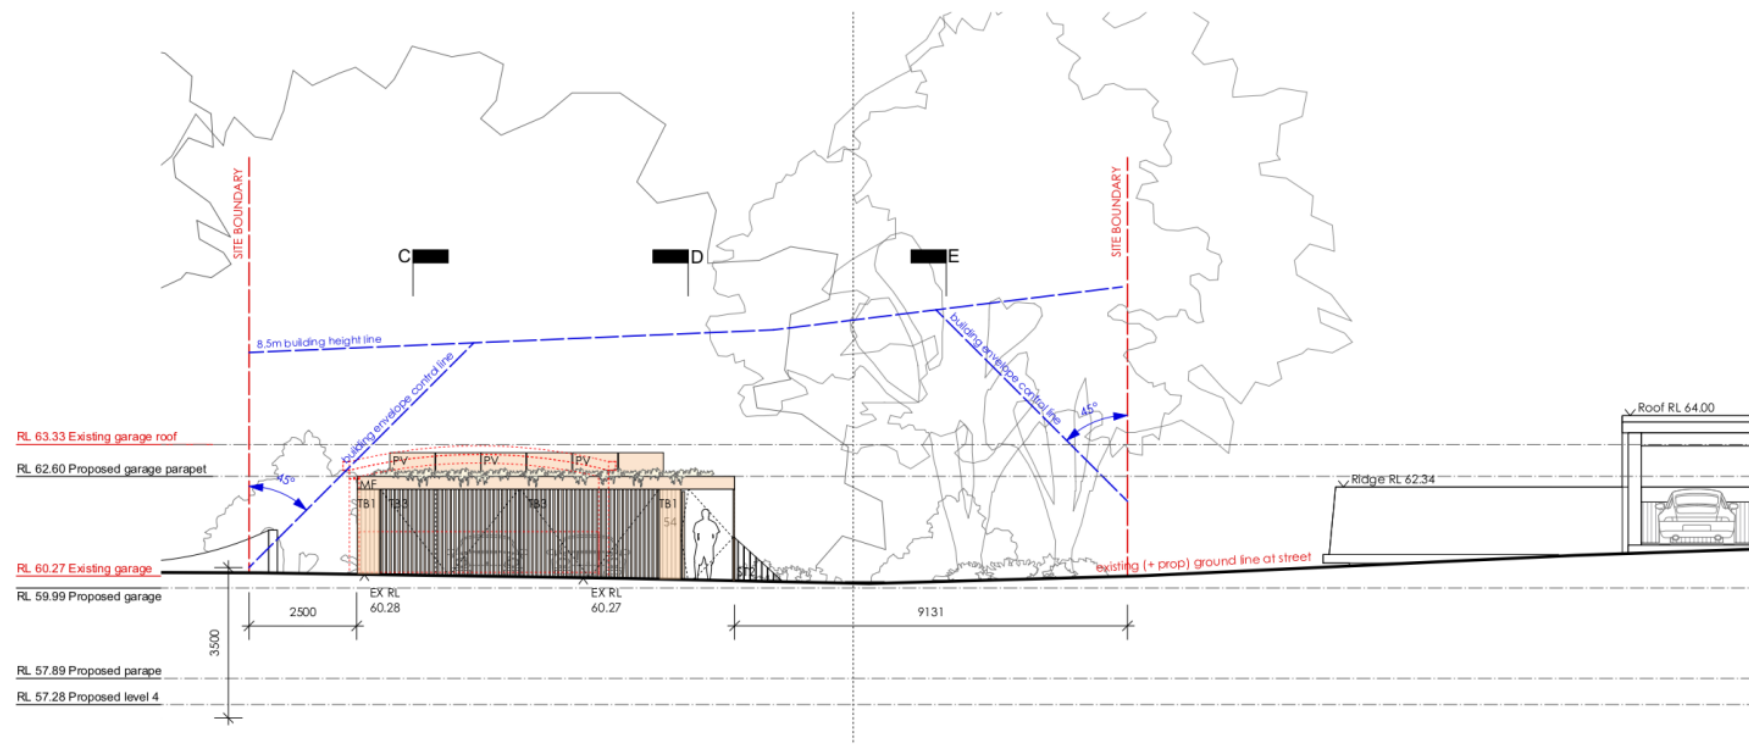 SITE BOUNDARY
SITE BOUNDARY
C
D
E
8.5m building height line
building envelope control line
building envelope control line
45°
45°
RL 63.33 Existing garage roof
RL 62.60 Proposed garage parapet
Roof RL 64.00
Ridge RL 62.34
PV
PV
PV
MF
TB1
TB3
TB3
TB1
54
RL 60.27 Existing garage
RL 59.99 Proposed garage
existing (+ prop) ground line at street
EX RL
60.28
EX RL
60.27
2500
9131
3500
RL 57.89 Proposed parape
RL 57.28 Proposed level 4